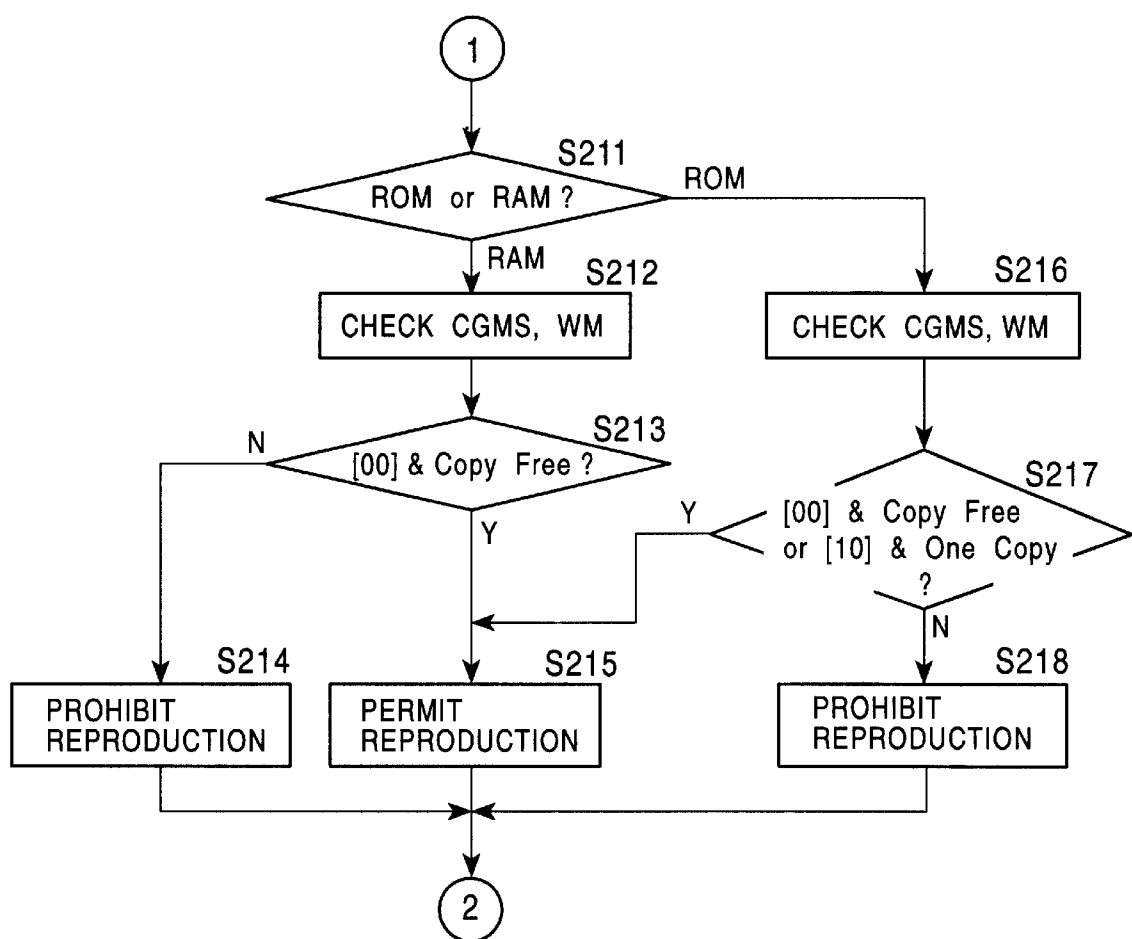 1
S211
ROM or RAM ?
ROM
RAM
S212
S216
CHECK CGMS, WM
CHECK CGMS, WM
N
S213
[00] & Copy Free ?
S217
Y
Y
[00] & Copy Free
or [10] & One Copy
?
N
S214
S215
S218
PROHIBIT
REPRODUCTION
PERMIT
REPRODUCTION
PROHIBIT
REPRODUCTION
2